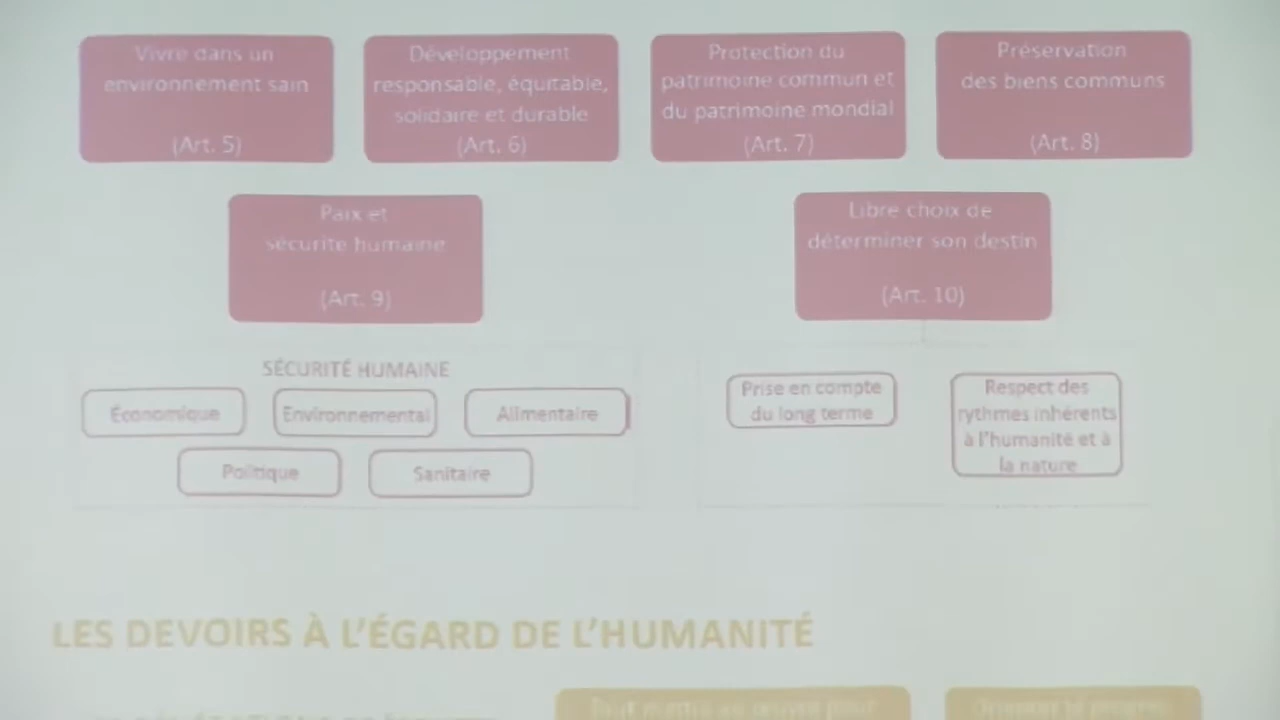 Vivre dans un
environnement sain
(Art. 5)
Développement
responsable, équitable,
solidaire et durable
(Art. 6)
Protection du
patrimoine commun et
du patrimoine mondial
(Art. 7)
Préservation
des biens communs
(Art. 8)
Paix et
sécurité humaine
(Art. 9)
Libre choix de
déterminer son destin
(Art. 10)
SÉCURITÉ HUMAINE
Économique
Environnemental
Alimentaire
Politique
Sanitaire
Prise en compte
du long terme
Respect des
rythmes inhérents
à l'humanité et à
la nature
LES DEVOIRS À L'ÉGARD DE L'HUMANITÉ